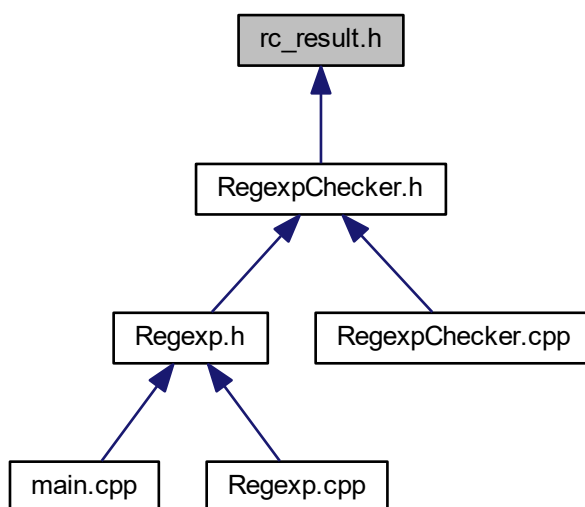 rc_result.h
RegexpChecker.h
Regexp.h
RegexpChecker.cpp
main.cpp
Regexp.cpp